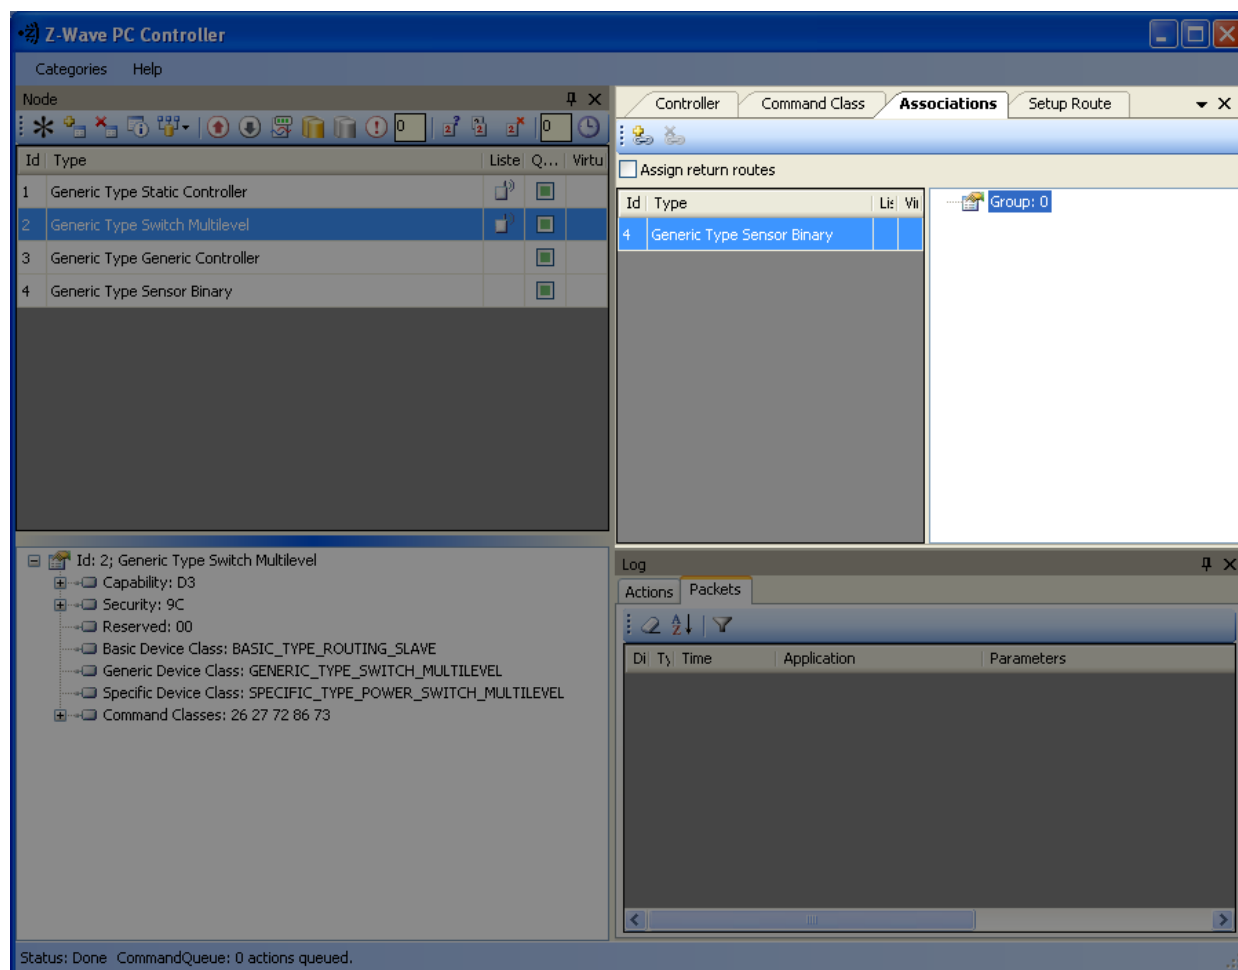 Z-Wave PC Controller
Categories Help
Node
0 0
Id Type Liste Q... Virtu
1 Generic Type Static Controller
2 Generic Type Switch Multilevel
3 Generic Type Generic Controller
4 Generic Type Sensor Binary
Id: 2; Generic Type Switch Multilevel
Capability: D3
Security: 9C
Reserved: 00
Basic Device Class: BASIC_TYPE_ROUTING_SLAVE
Generic Device Class: GENERIC_TYPE_SWITCH_MULTILEVEL
Specific Device Class: SPECIFIC_TYPE_POWER_SWITCH_MULTILEVEL
Command Classes: 26 27 72 86 73
Controller Command Class Associations Setup Route
Assign return routes
Id Type Lis Vir
4 Generic Type Sensor Binary
Group: 0
Log
Actions Packets
Di Ty Time Application Parameters
Status: Done CommandQueue: 0 actions queued.